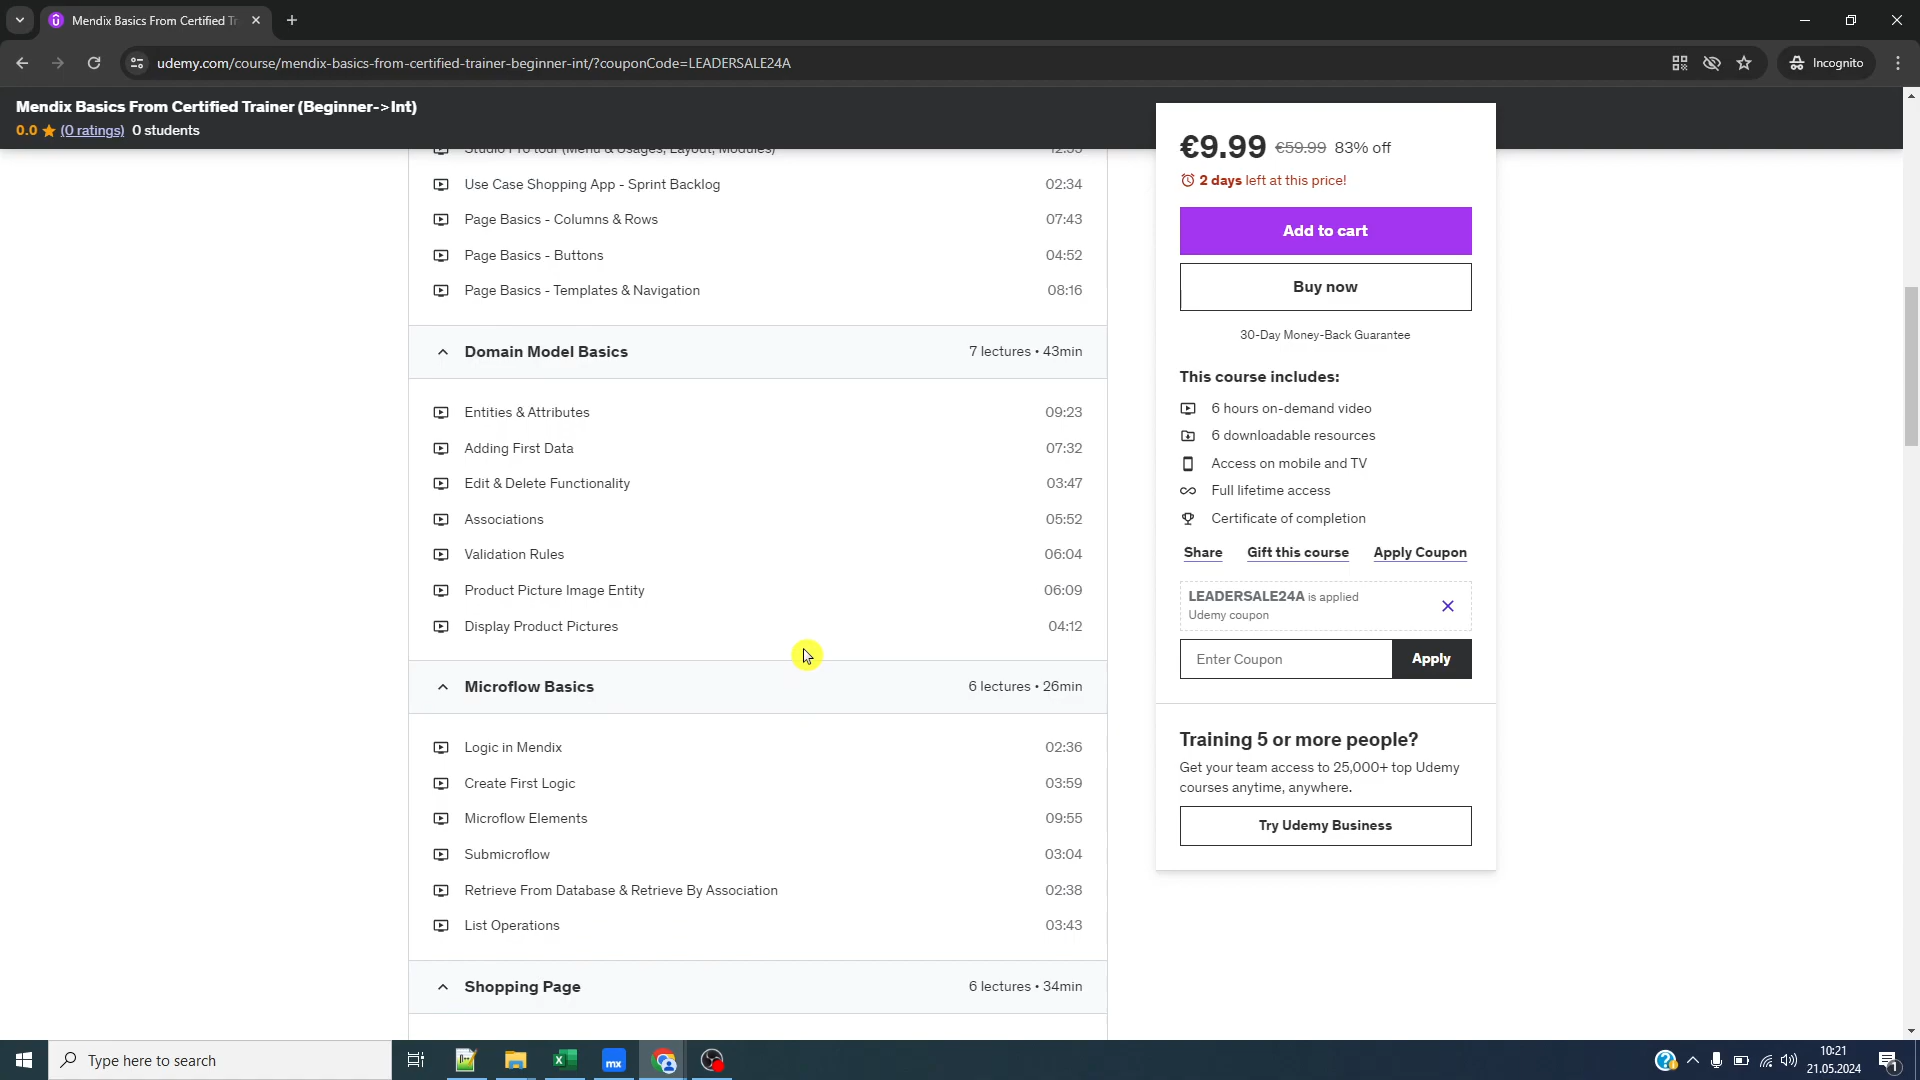 Mendix Basics From Certified Tr
udemy.com/course/mendix-basics-from-certified-trainer-beginner-int/?couponCode=LEADERSALE24A
Incognito
Mendix Basics From Certified Trainer (Beginner->Int)
0.0 (0 ratings) 0 students
Studio Pro tour (Menu & Usages, Layout, Modules) 12:55
Use Case Shopping App - Sprint Backlog 02:34
Page Basics - Columns & Rows 07:43
Page Basics - Buttons 04:52
Page Basics - Templates & Navigation 08:16
Domain Model Basics 7 lectures • 43min
Entities & Attributes 09:23
Adding First Data 07:32
Edit & Delete Functionality 03:47
Associations 05:52
Validation Rules 06:04
Product Picture Image Entity 06:09
Display Product Pictures 04:12
Microflow Basics 6 lectures • 26min
Logic in Mendix 02:36
Create First Logic 03:59
Microflow Elements 09:55
Submicroflow 03:04
Retrieve From Database & Retrieve By Association 02:38
List Operations 03:43
Shopping Page 6 lectures • 34min
€9.99 €59.99 83% off
2 days left at this price!
Add to cart
Buy now
30-Day Money-Back Guarantee
This course includes:
6 hours on-demand video
6 downloadable resources
Access on mobile and TV
Full lifetime access
Certificate of completion
Share Gift this course Apply Coupon
LEADERSALE24A is applied
Udemy coupon
Enter Coupon Apply
Training 5 or more people?
Get your team access to 25,000+ top Udemy
courses anytime, anywhere.
Try Udemy Business
Type here to search
mx
10:21
21.05.2024
1